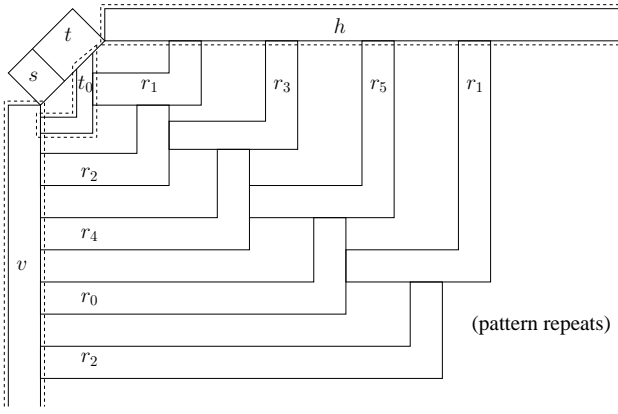 t h
s
t₀ r₁ r₃ r₅ r₁
r₂
r₄
v
r₀
(pattern repeats)
r₂